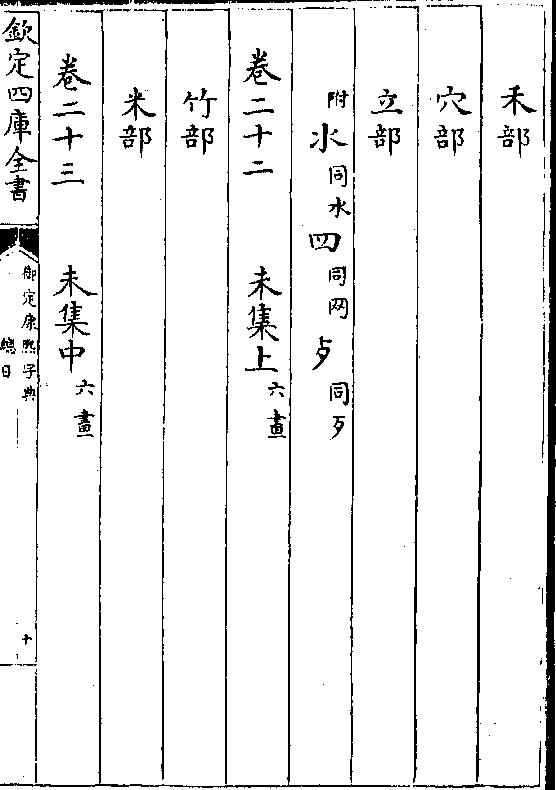 禾部
穴部
立部
附氺同水 罒同网 歺同歹
卷二十二 未集上六畫
竹部
米部
卷二十三 未集中六畫
欽定四庫全書
御定康熙字典
總目
十